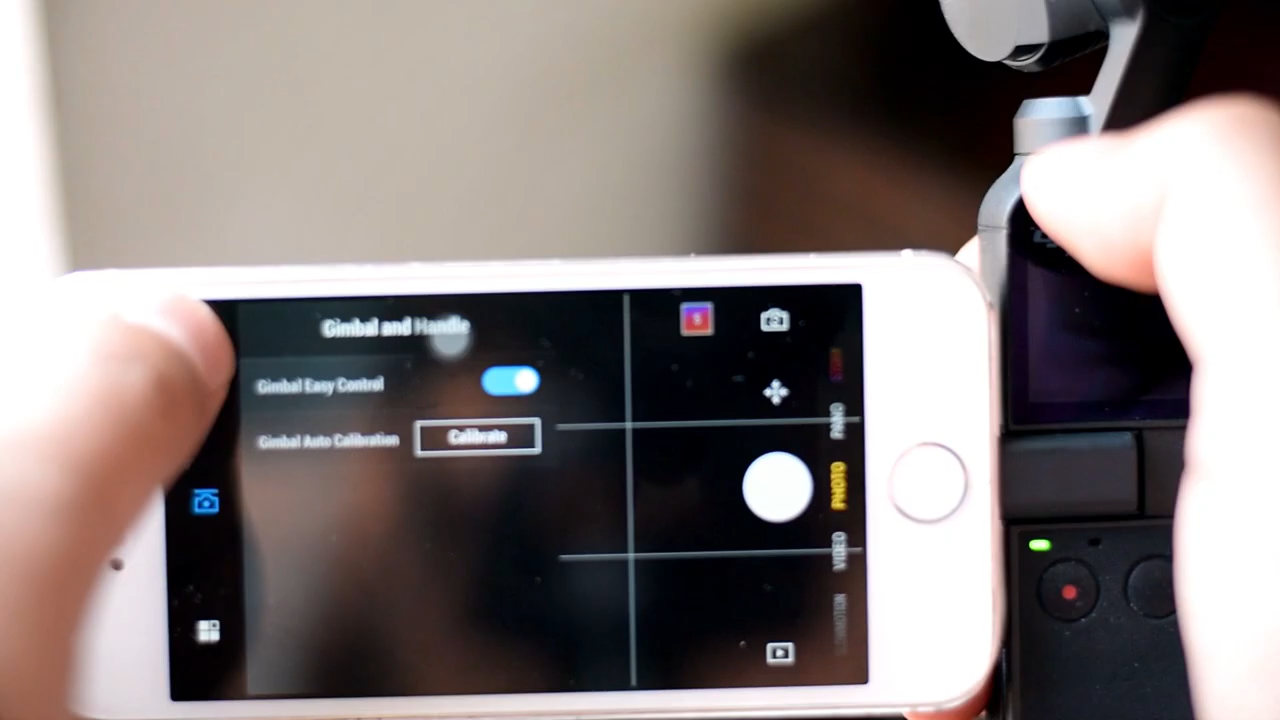 Gimbal and Handle
Gimbal Easy Control
Gimbal Auto Calibration
Calibrate
PANO
PHOTO
VIDEO